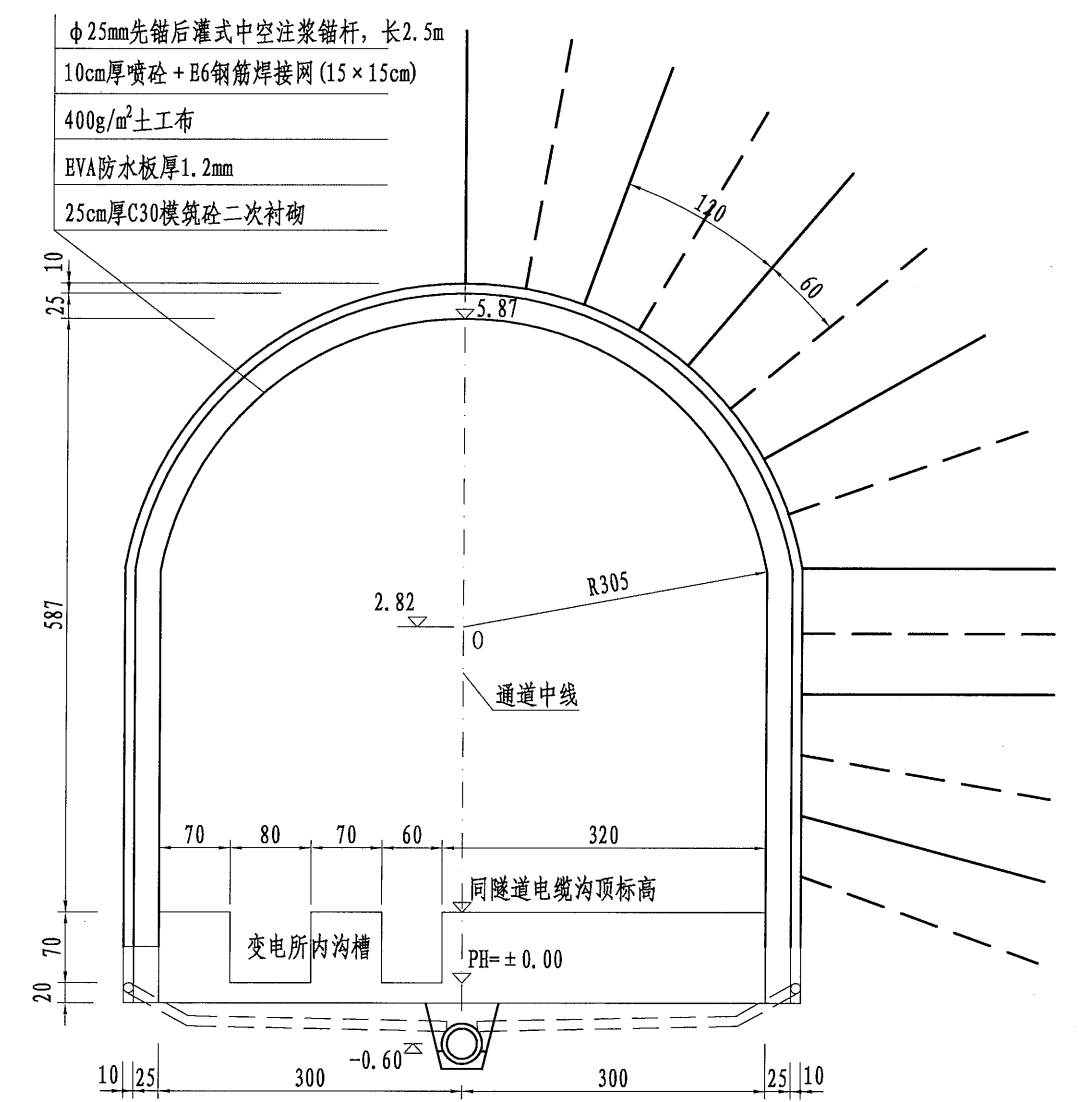 ϕ25mm先锚后灌式中空注浆锚杆，长2.5m
10cm厚喷砼+E6钢筋焊接网(15×15cm)
400g/m²土工布
EVA防水板厚1.2mm
25cm厚C30模筑砼二次衬砌
120
60
10
25
5.87
587
R305
2.82
O
通道中线
70 80 70 60 320
同隧道电缆沟顶标高
变电所内沟槽
PH=±0.00
70
20
-0.60
10 25 300 300 25 10